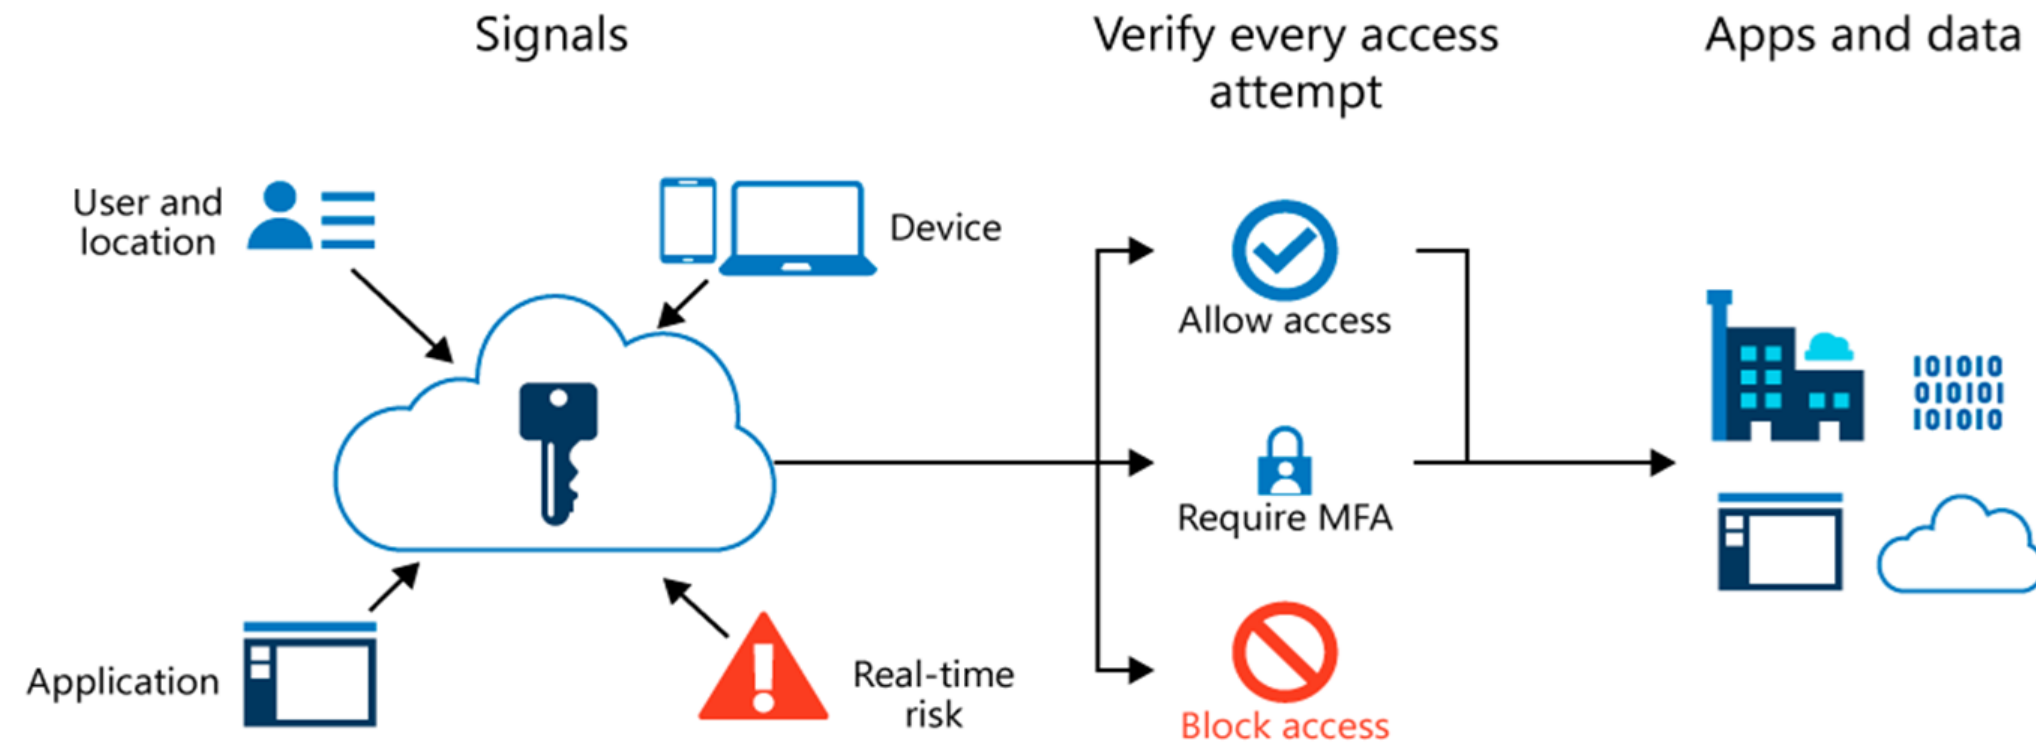 Signals
Verify every access
attempt
Apps and data
User and
location
Device
Allow access
101010
010101
101010
Require MFA
Application
Real-time
risk
Block access